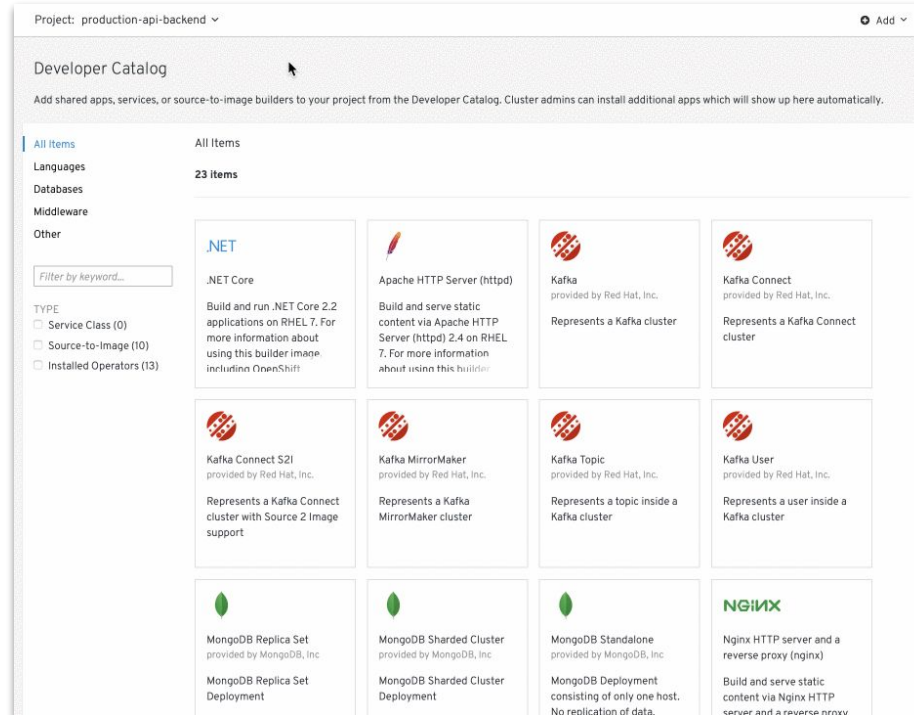 Project: production-api-backend
Add
Developer Catalog
Add shared apps, services, or source-to-image builders to your project from the Developer Catalog. Cluster admins can install additional apps which will show up here automatically.
All Items
Languages
Databases
Middleware
Other
Filter by keyword...
TYPE
Service Class (0)
Source-to-Image (10)
Installed Operators (13)
All Items
23 items
.NET
.NET Core
Build and run .NET Core 2.2
applications on RHEL 7. For
more information about
using this builder image,
including OpenShift
Apache HTTP Server (httpd)
Build and serve static
content via Apache HTTP
Server (httpd) 2.4 on RHEL
7. For more information
about using this builder
Kafka
provided by Red Hat, Inc.
Represents a Kafka cluster
Kafka Connect
provided by Red Hat, Inc.
Represents a Kafka Connect
cluster
Kafka Connect S2I
provided by Red Hat, Inc.
Represents a Kafka Connect
cluster with Source 2 Image
support
Kafka MirrorMaker
provided by Red Hat, Inc.
Represents a Kafka
MirrorMaker cluster
Kafka Topic
provided by Red Hat, Inc.
Represents a topic inside a
Kafka cluster
Kafka User
provided by Red Hat, Inc.
Represents a user inside a
Kafka cluster
MongoDB Replica Set
provided by MongoDB, Inc
MongoDB Replica Set
Deployment
MongoDB Sharded Cluster
provided by MongoDB, Inc
MongoDB Sharded Cluster
Deployment
MongoDB Standalone
provided by MongoDB, Inc
MongoDB Deployment
consisting of only one host.
No replication of data.
NGINX
Nginx HTTP server and a
reverse proxy (nginx)
Build and serve static
content via Nginx HTTP
server and a reverse proxy